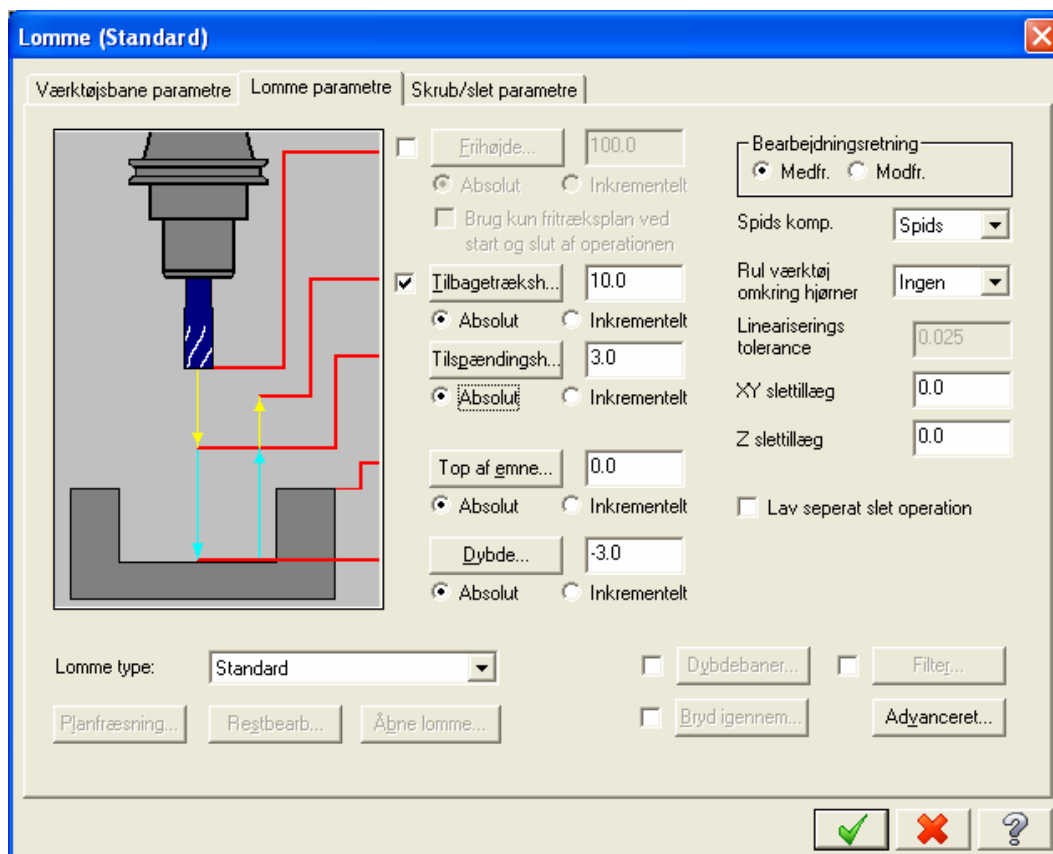 Lomme (Standard)
Værktøjsbane parametre
Lomme parametre
Skrub/slet parametre
Frihøjde...
100.0
Absolut
Inkrementelt
Brug kun fritræksplan ved
start og slut af operationen
Tilbagetræksh...
10.0
Absolut
Inkrementelt
Tilspændingsh...
3.0
Absolut
Inkrementelt
Top af emne...
0.0
Absolut
Inkrementelt
Dybde...
-3.0
Absolut
Inkrementelt
Bearbejdningsretning
Medfr.
Modfr.
Spids komp.
Spids
Rul værktøj
omkring hjørner
Ingen
Lineariserings
tolerance
0.025
XY slettillæg
0.0
Z slettillæg
0.0
Lav seperat slet operation
Lomme type:
Standard
Dybdebaner...
Filter...
Planfræsning...
Restbearb...
Åbne lomme...
Bryd igennem...
Advanceret...